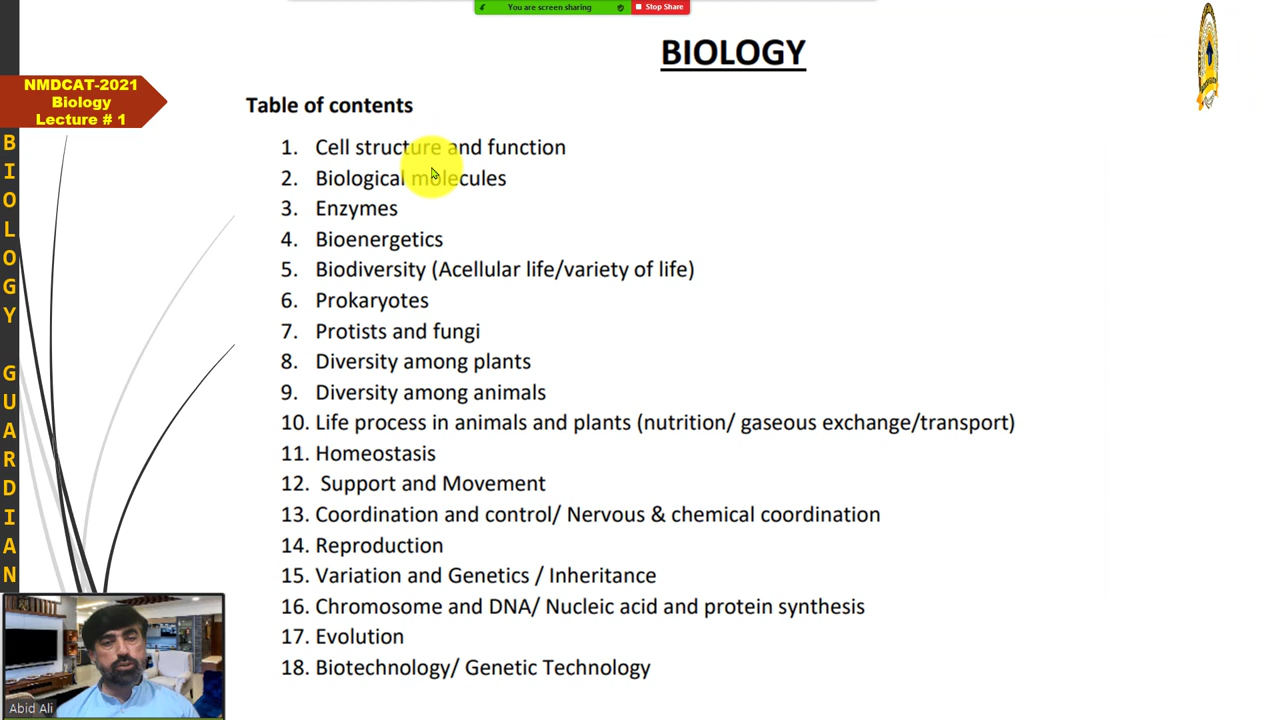 You are screen sharing
Stop Share
BIOLOGY
NMDCAT-2021
Biology
Lecture # 1
Table of contents
1. Cell structure and function
2. Biological molecules
3. Enzymes
4. Bioenergetics
5. Biodiversity (Acellular life/variety of life)
6. Prokaryotes
7. Protists and fungi
8. Diversity among plants
9. Diversity among animals
10. Life process in animals and plants (nutrition/ gaseous exchange/transport)
11. Homeostasis
12. Support and Movement
13. Coordination and control/ Nervous & chemical coordination
14. Reproduction
15. Variation and Genetics / Inheritance
16. Chromosome and DNA/ Nucleic acid and protein synthesis
17. Evolution
18. Biotechnology/ Genetic Technology
BIOLOGY GUARDIAN
Abid Ali